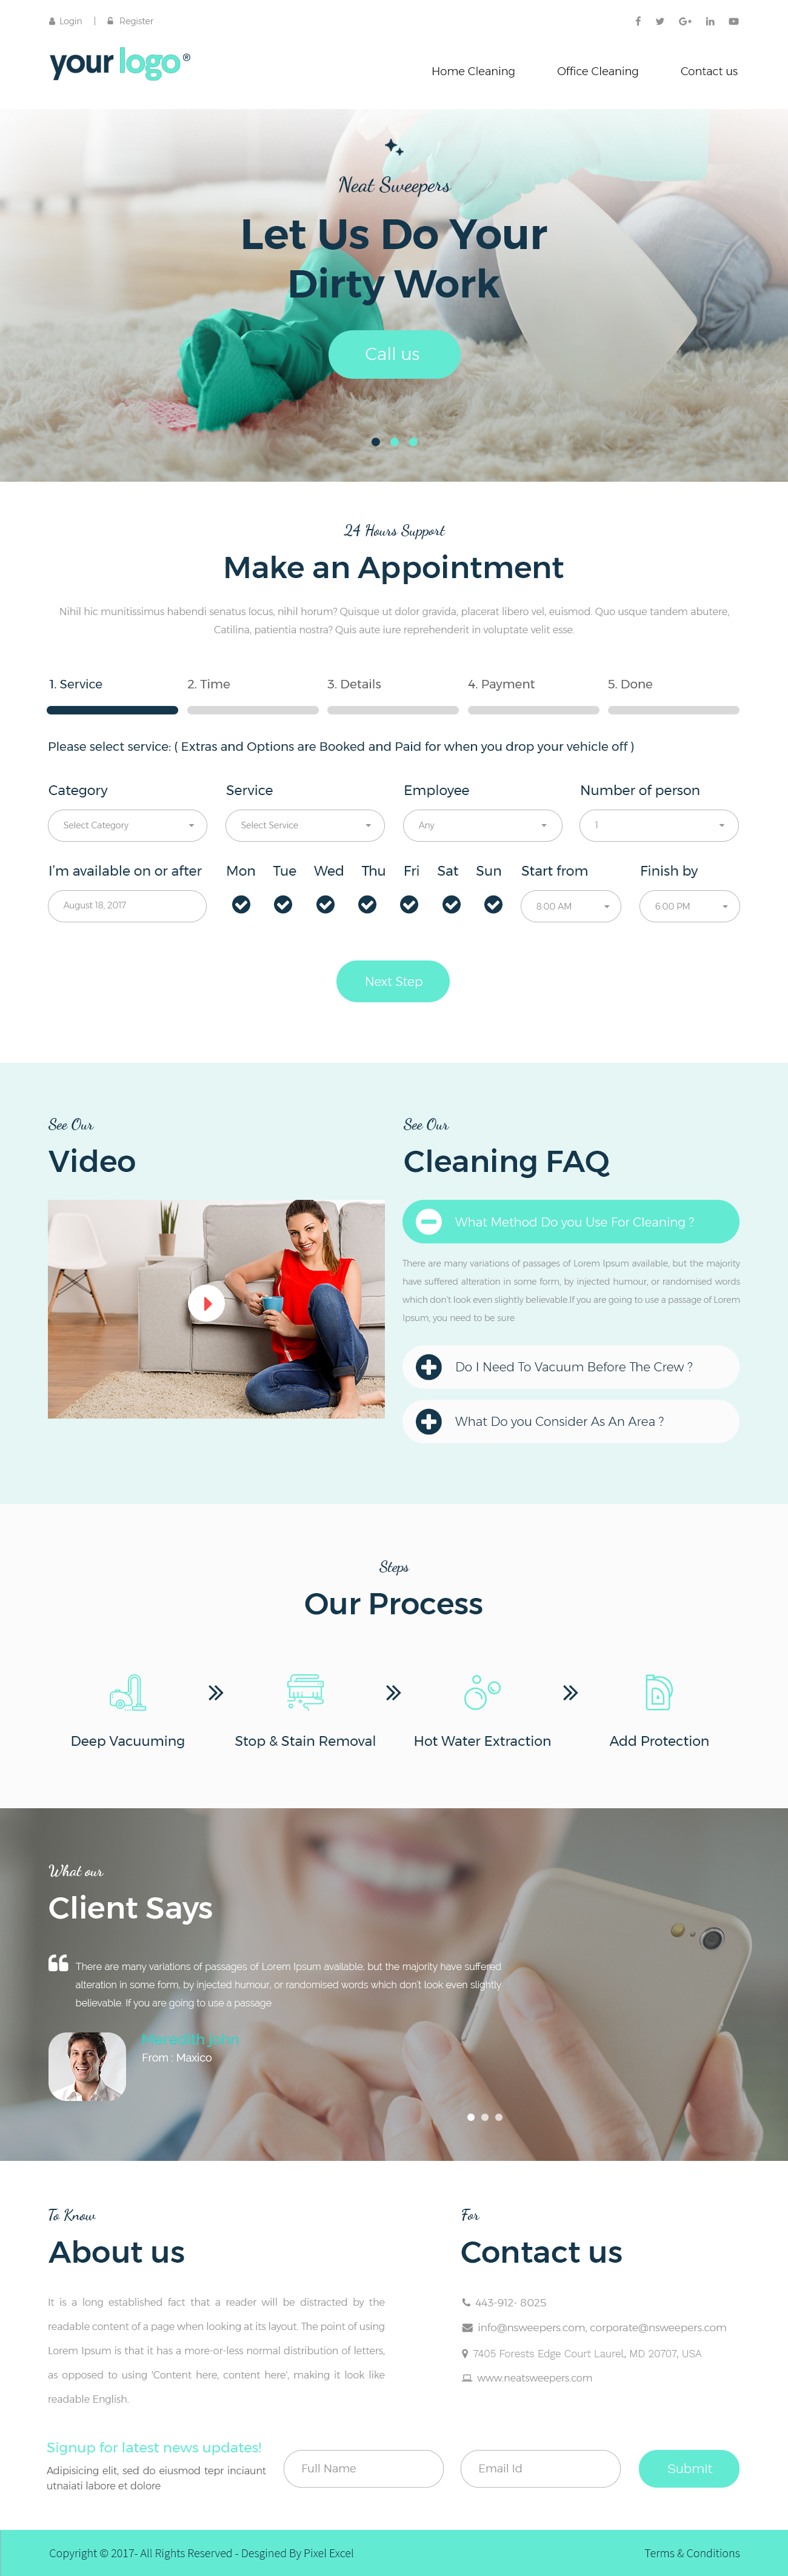 Login | Register
yourlogo®
Home Cleaning Office Cleaning Contact us
Neat Sweepers
Let Us Do Your
Dirty Work
Call us
24 Hours Support
Make an Appointment
Nihil hic munitissimus habendi senatus locus, nihil horum? Quisque ut dolor gravida, placerat libero vel, euismod. Quo usque tandem abutere,
Catilina, patientia nostra? Quis aute iure reprehenderit in voluptate velit esse.
1. Service 2. Time 3. Details 4. Payment 5. Done
Please select service: ( Extras and Options are Booked and Paid for when you drop your vehicle off )
Category Service Employee Number of person
Select Category Select Service Any 1
I'm available on or after Mon Tue Wed Thu Fri Sat Sun Start from Finish by
August 18, 2017 8:00 AM 6:00 PM
Next Step
See Our
Video
See Our
Cleaning FAQ
What Method Do you Use For Cleaning ?
There are many variations of passages of Lorem Ipsum available, but the majority
have suffered alteration in some form, by injected humour, or randomised words
which don't look even slightly believable.If you are going to use a passage of Lorem
Ipsum, you need to be sure
Do I Need To Vacuum Before The Crew ?
What Do you Consider As An Area ?
Steps
Our Process
Deep Vacuuming Stop & Stain Removal Hot Water Extraction Add Protection
What our
Client Says
There are many variations of passages of Lorem Ipsum available, but the majority have suffered
alteration in some form, by injected humour, or randomised words which don't look even slightly
believable. If you are going to use a passage
Meredith john
From : Maxico
To Know
About us
It is a long established fact that a reader will be distracted by the
readable content of a page when looking at its layout. The point of using
Lorem Ipsum is that it has a more-or-less normal distribution of letters,
as opposed to using 'Content here, content here', making it look like
readable English.
For
Contact us
443-912- 8025
info@nsweepers.com, corporate@nsweepers.com
7405 Forests Edge Court Laurel, MD 20707, USA
www.neatsweepers.com
Signup for latest news updates!
Adipisicing elit, sed do eiusmod tepr inciaunt
utnaiati labore et dolore
Full Name Email Id Submit
Copyright © 2017- All Rights Reserved - Desgined By Pixel Excel
Terms & Conditions